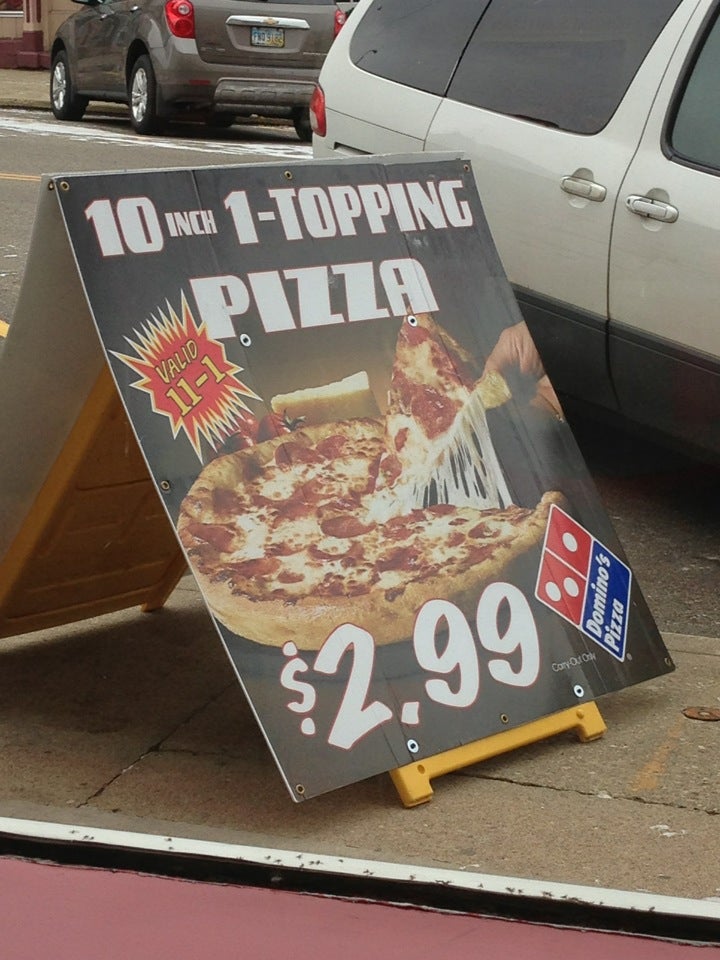 10 INCH 1-TOPPING
PIZZA
VALID
11-1
$2.99
Domino's
Pizza
Carry-Out Only